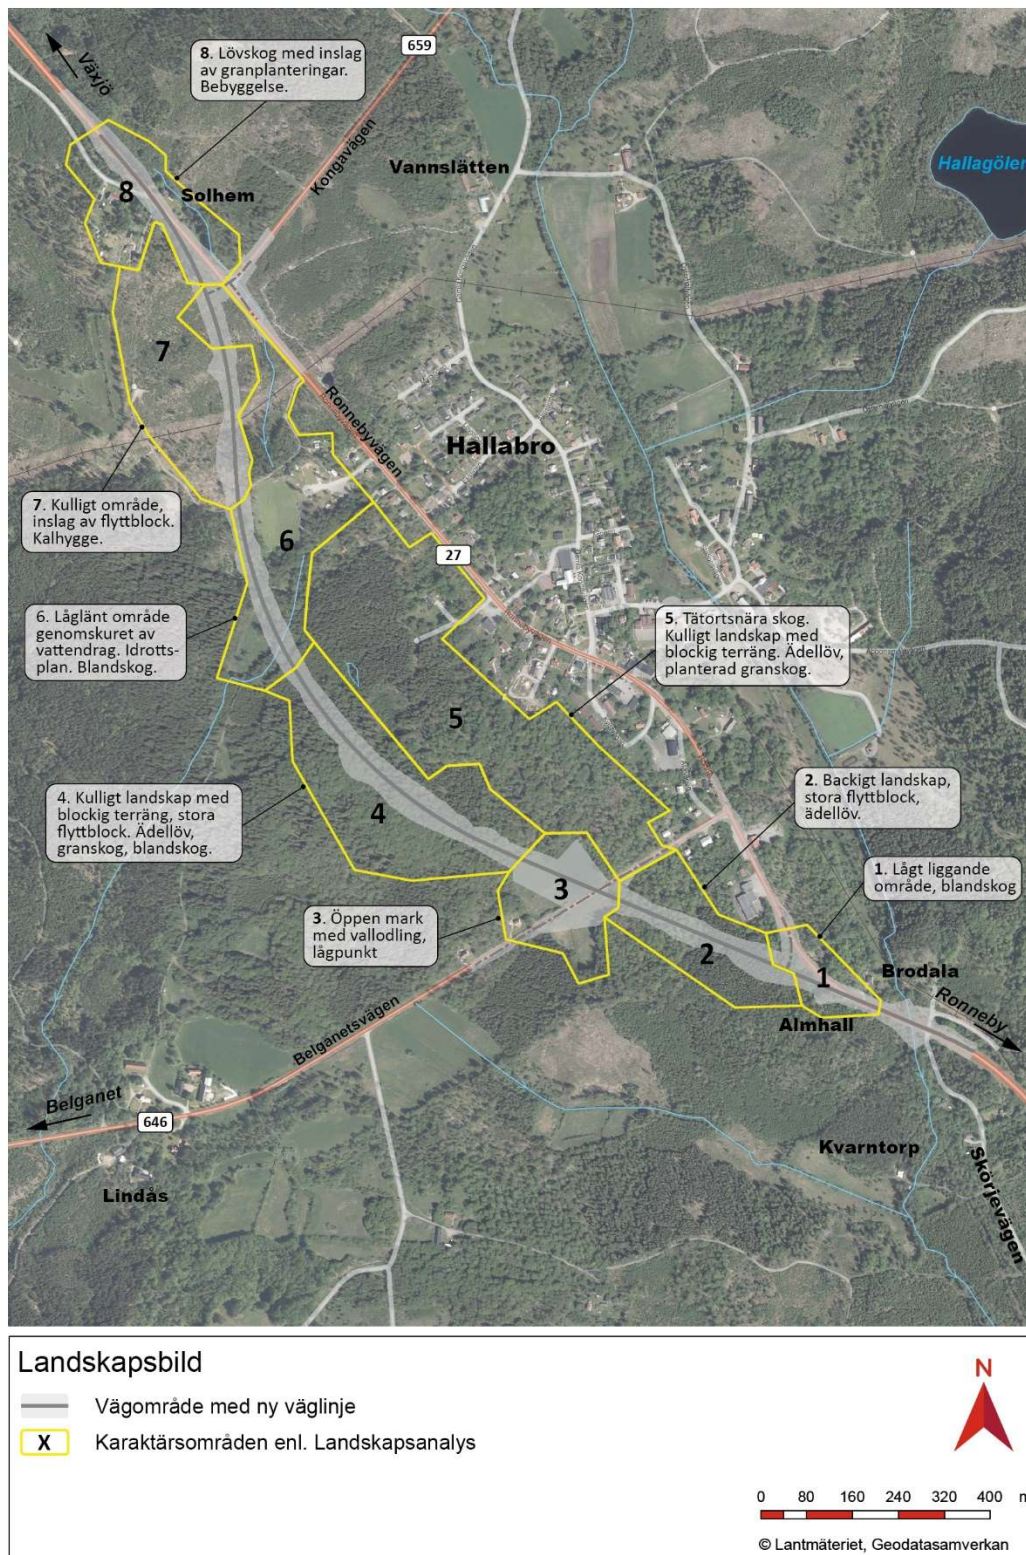 Växjö
8. Lövskog med inslag
av granplanteringar.
Bebyggelse.
659
Kongavägen
Vannslätten
Hallagölen
8
Solhem
7
Ronnebyvägen
Hallabro
7. Kulligt område,
inslag av flyttblock.
Kalhygge.
6
27
6. Låglänt område
genomskuret av
vattendrag. Idrotts-
plan. Blandskog.
5. Tätortsnära skog.
Kulligt landskap med
blockig terräng. Ädellöv,
planterad granskog.
5
4. Kulligt landskap med
blockig terräng, stora
flyttblock. Ädellöv,
granskog, blandskog.
4
2. Backigt landskap,
stora flyttblock,
ädellöv.
1. Lågt liggande
område, blandskog
3
3. Öppen mark
med vallodling,
lågpunkt
2
1
Brodala
Ronneby
Almhall
Belganetsvägen
Belganet
646
Kvarntorp
Skörjevägen
Lindås
Landskapsbild
Vägområde med ny väglinje
X
Karaktärsområden enl. Landskapsanalys
N
0 80 160 240 320 400 m
© Lantmäteriet, Geodatasamverkan